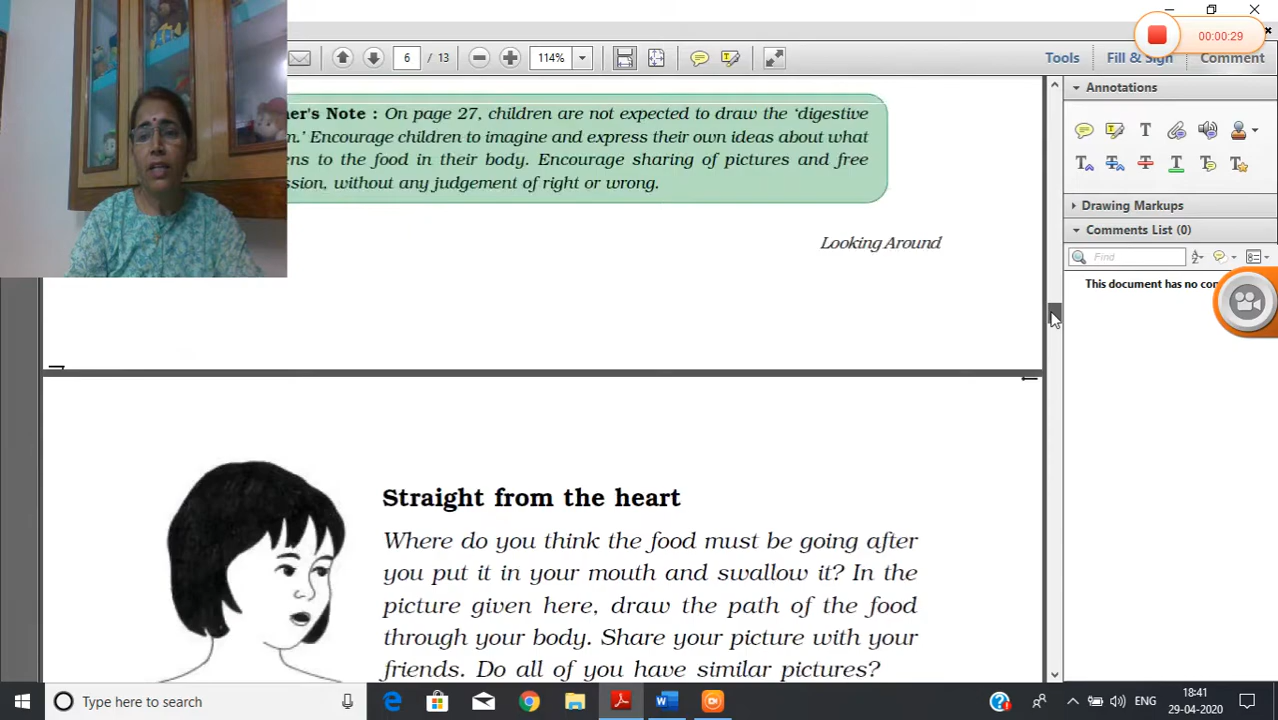 00:00:29
6 / 13
114%
Tools
Fill & Sign
Comment
Annotations
er's Note : On page 27, children are not expected to draw the 'digestive
Encourage children to imagine and express their own ideas about what
to the food in their body. Encourage sharing of pictures and free
without any judgement of right or wrong.
Looking Around
T
T T T T T T
Drawing Markups
Comments List (0)
Find
This document has no
Straight from the heart
Where do you think the food must be going after
you put it in your mouth and swallow it? In the
picture given here, draw the path of the food
through your body. Share your picture with your
friends. Do all of you have similar pictures?
Type here to search
ENG
18:41
29-04-2020